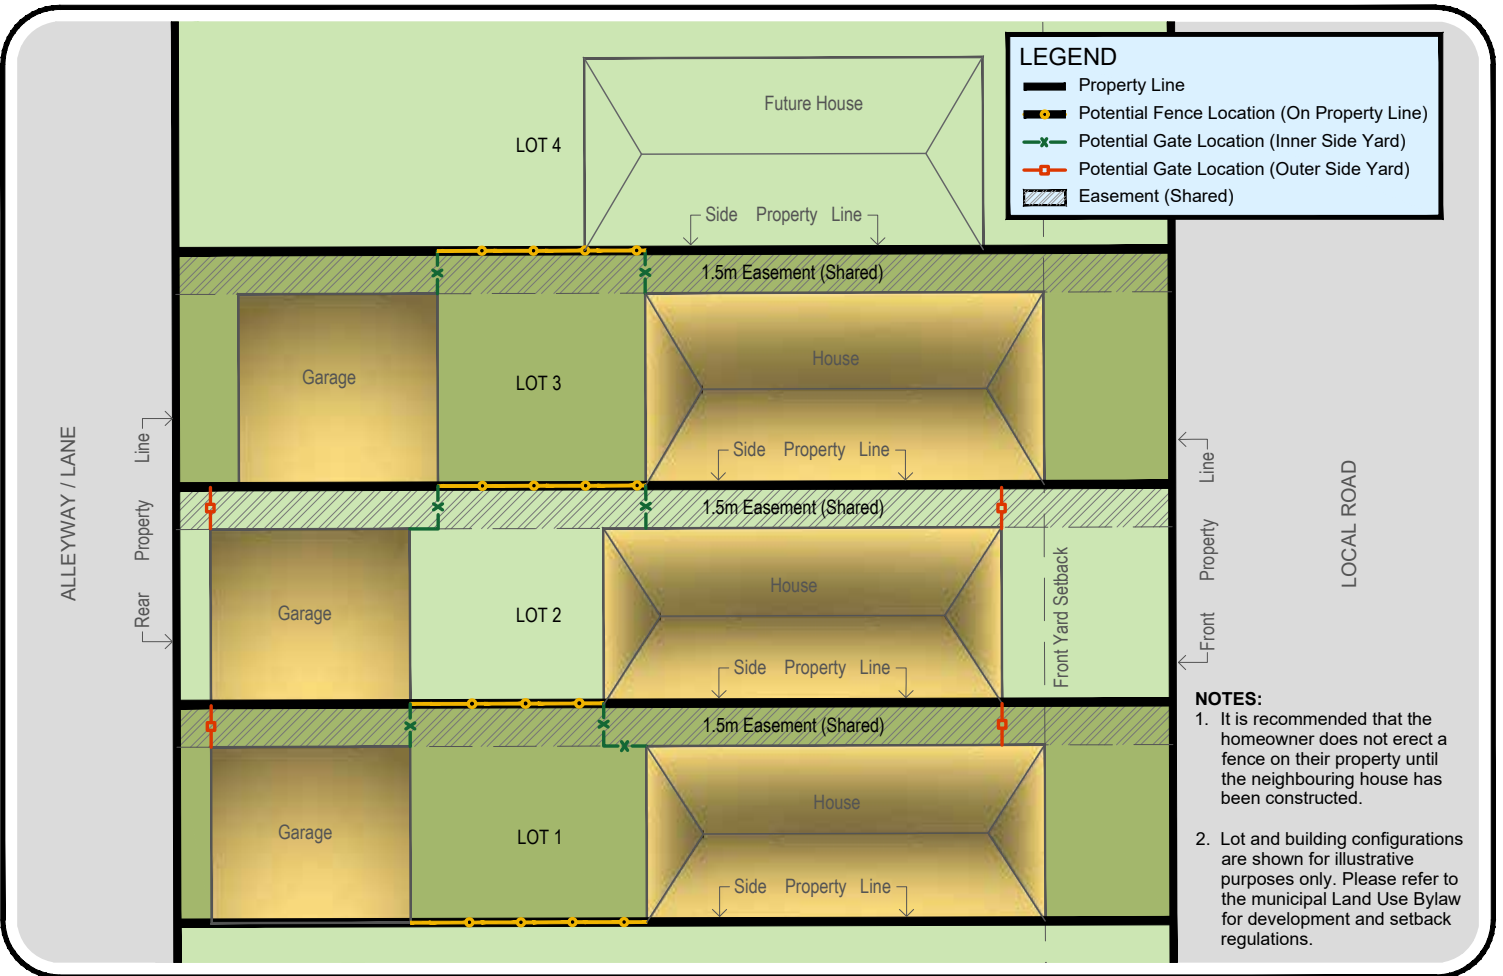 LEGEND
Property Line
Potential Fence Location (On Property Line)
Potential Gate Location (Inner Side Yard)
Potential Gate Location (Outer Side Yard)
Easement (Shared)
Future House
LOT 4
Side Property Line
1.5m Easement (Shared)
Garage
LOT 3
House
Side Property Line
1.5m Easement (Shared)
Garage
LOT 2
House
Side Property Line
1.5m Easement (Shared)
Garage
LOT 1
House
Side Property Line
ALLEYWAY / LANE
Rear Property Line
Front Yard Setback
Front Property Line
LOCAL ROAD
NOTES:
1. It is recommended that the
homeowner does not erect a
fence on their property until
the neighbouring house has
been constructed.
2. Lot and building configurations
are shown for illustrative
purposes only. Please refer to
the municipal Land Use Bylaw
for development and setback
regulations.